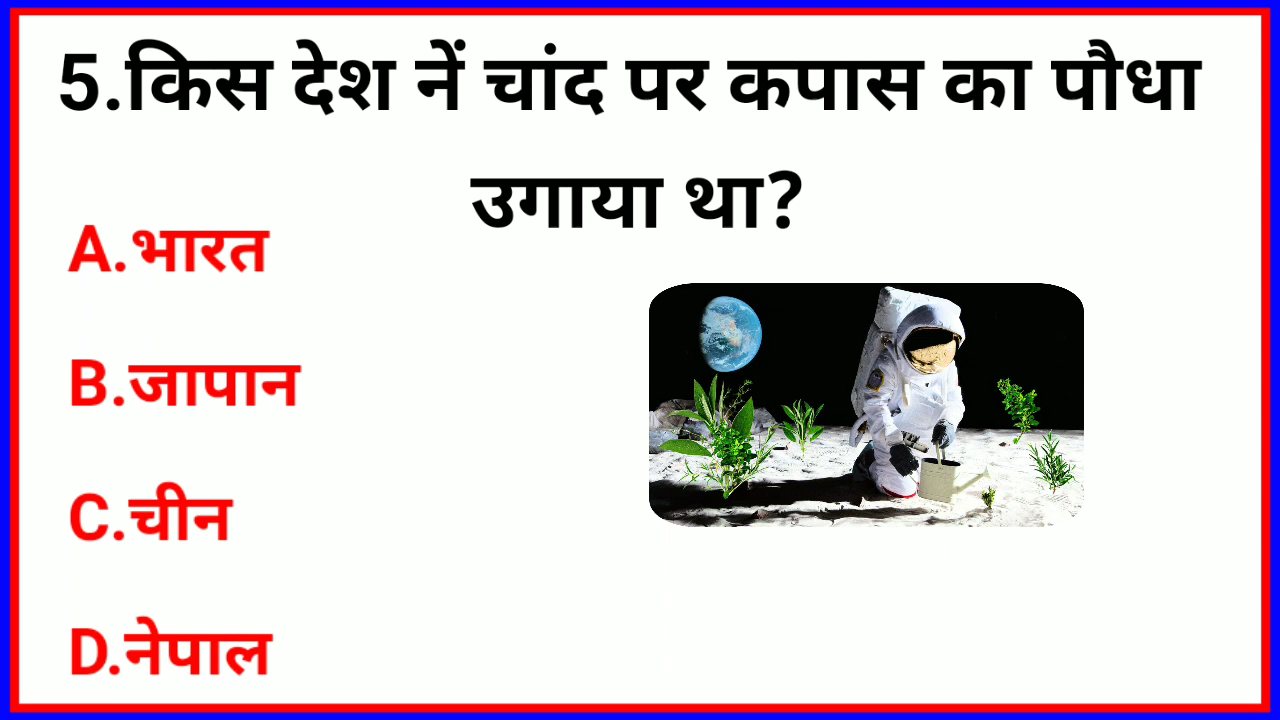 5.किस देश नें चांद पर कपास का पौधा
उगाया था?
A.भारत
B.जापान
C.चीन
D.नेपाल